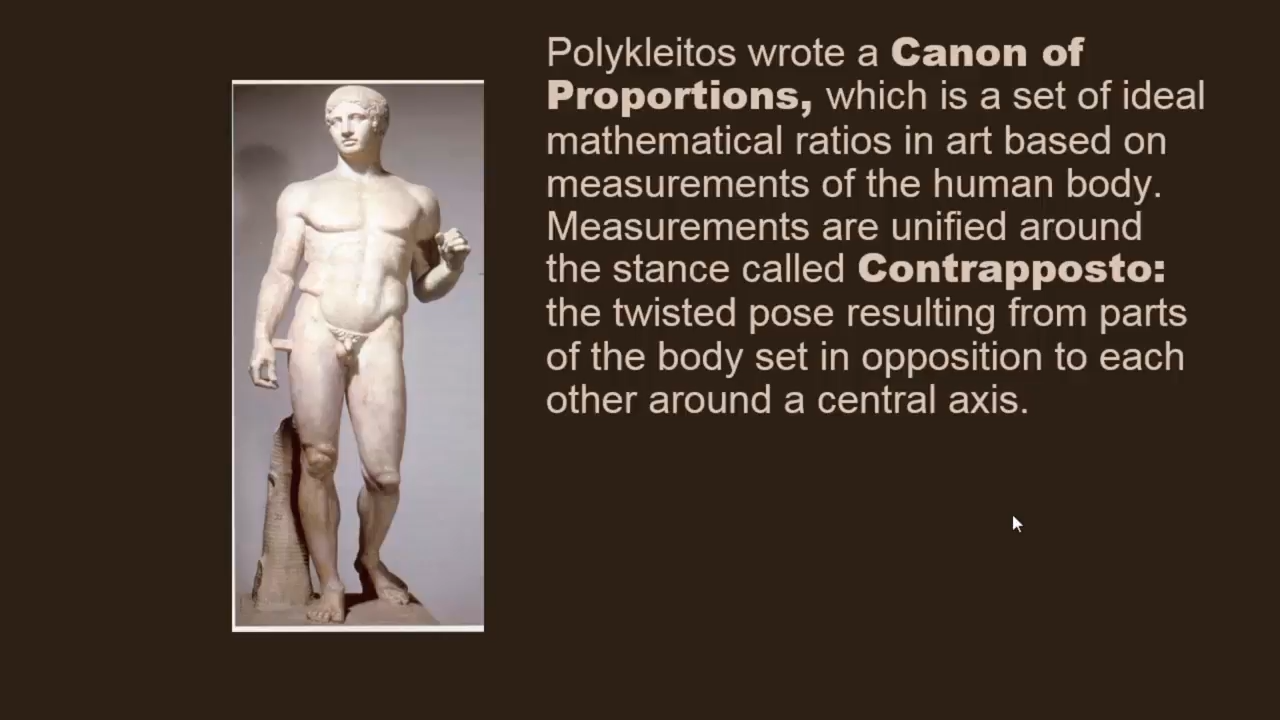 Polykleitos wrote a Canon of
Proportions, which is a set of ideal
mathematical ratios in art based on
measurements of the human body.
Measurements are unified around
the stance called Contrapposto:
the twisted pose resulting from parts
of the body set in opposition to each
other around a central axis.